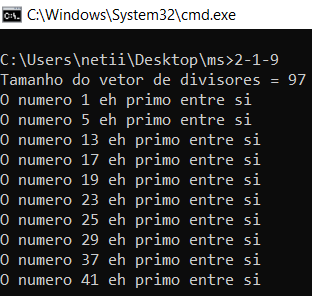 C:\Windows\System32\cmd.exe
C:\Users\netii\Desktop\ms>2-1-9
Tamanho do vetor de divisores = 97
O numero 1 eh primo entre si
O numero 5 eh primo entre si
O numero 13 eh primo entre si
O numero 17 eh primo entre si
O numero 19 eh primo entre si
O numero 23 eh primo entre si
O numero 25 eh primo entre si
O numero 29 eh primo entre si
O numero 37 eh primo entre si
O numero 41 eh primo entre si